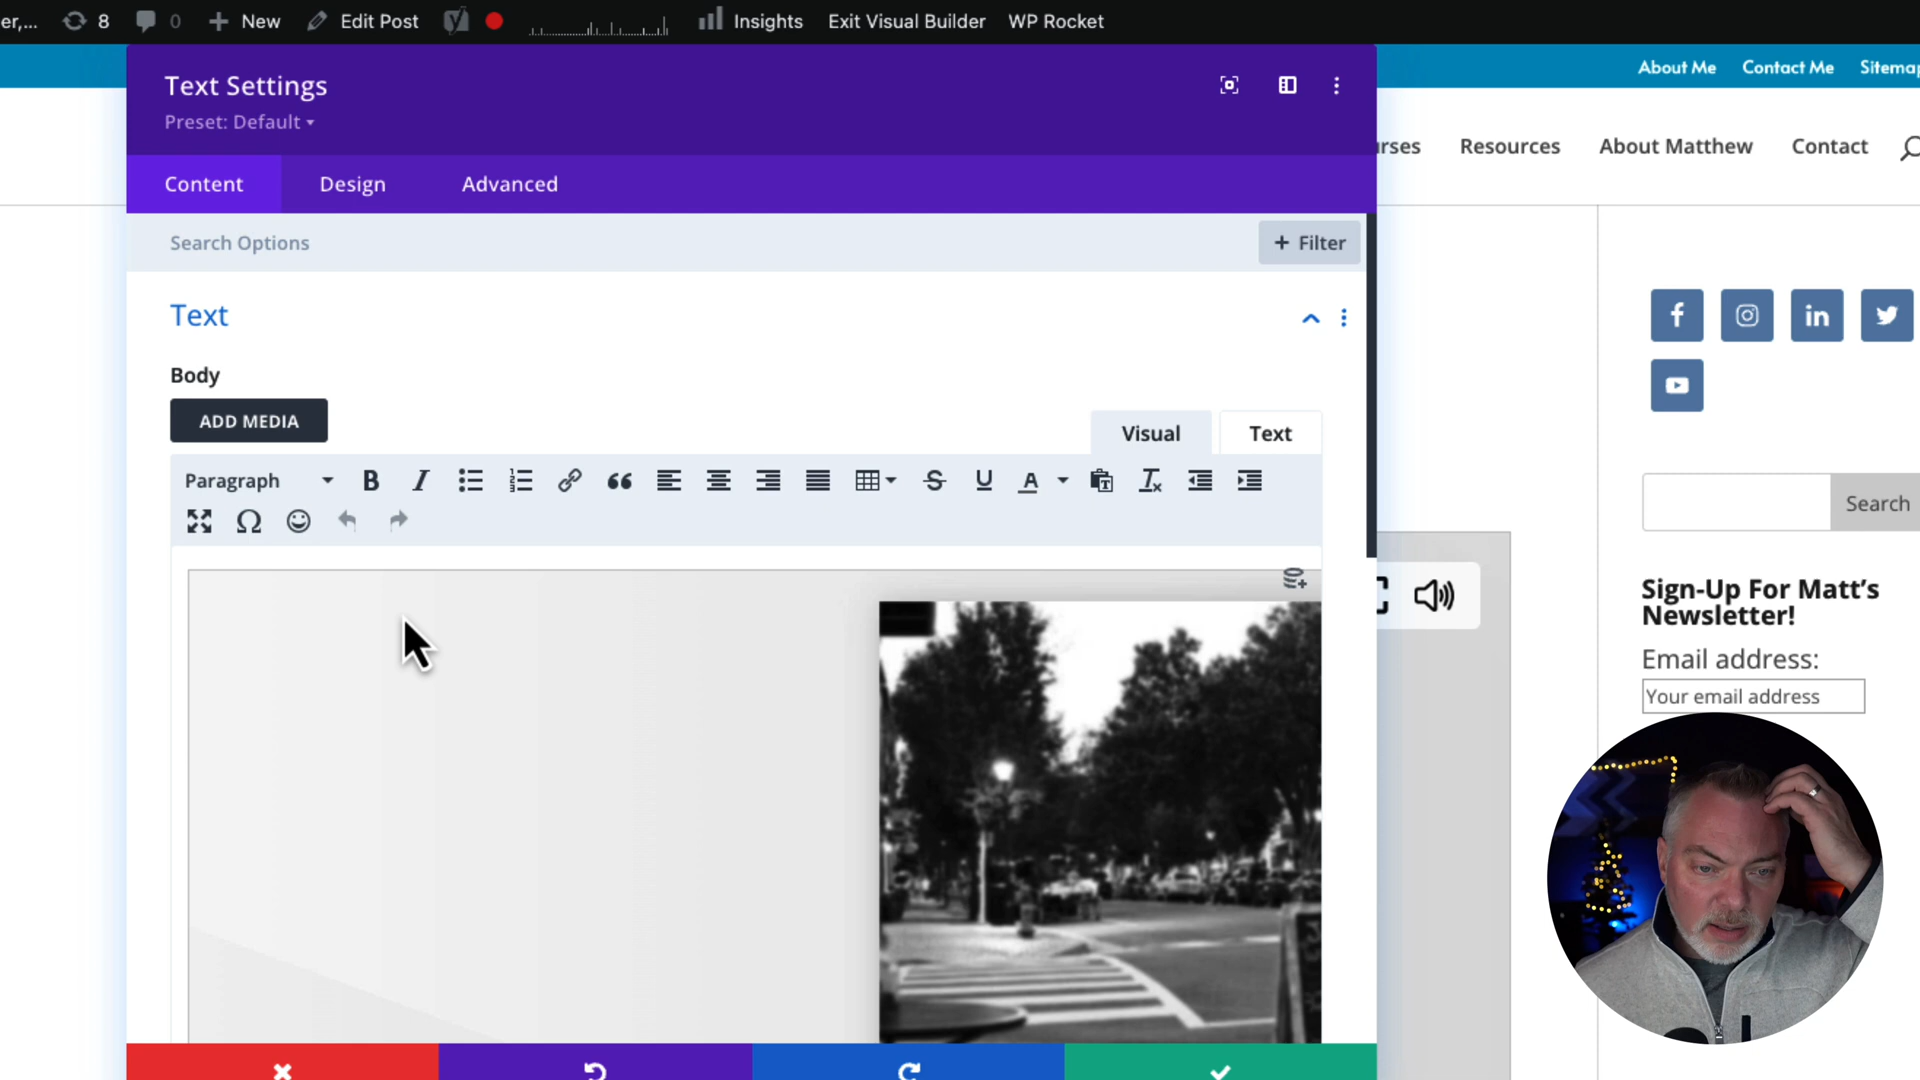 er,... 8 0 New Edit Post Insights Exit Visual Builder WP Rocket
About Me Contact Me Sitemap
Text Settings
Preset: Default
rses Resources About Matthew Contact
Content Design Advanced
Search Options + Filter
Text
Body
ADD MEDIA
Visual Text
Paragraph
Search
Sign-Up For Matt's
Newsletter!
Email address:
Your email address